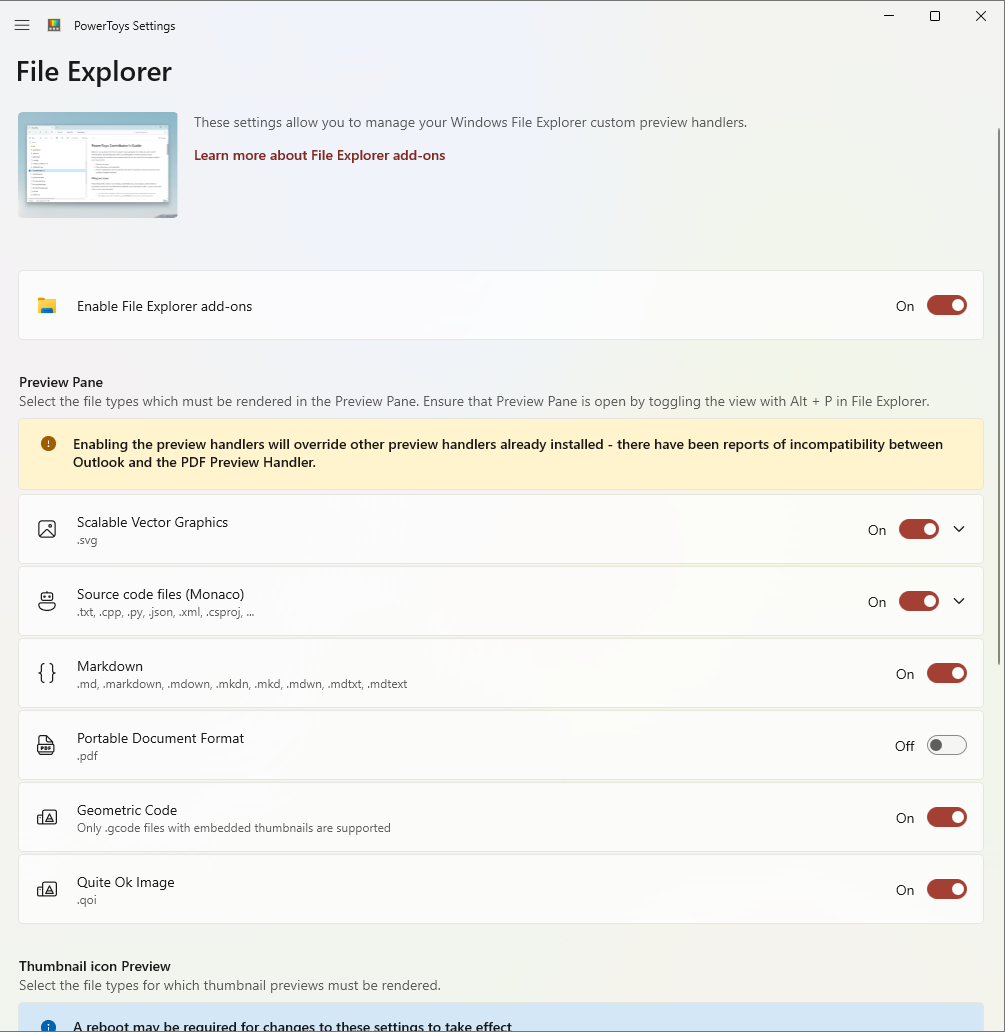 PowerToys Settings
File Explorer
These settings allow you to manage your Windows File Explorer custom preview handlers.
Learn more about File Explorer add-ons
Enable File Explorer add-ons
On
Preview Pane
Select the file types which must be rendered in the Preview Pane. Ensure that Preview Pane is open by toggling the view with Alt + P in File Explorer.
Enabling the preview handlers will override other preview handlers already installed - there have been reports of incompatibility between
Outlook and the PDF Preview Handler.
Scalable Vector Graphics
.svg
On
Source code files (Monaco)
.txt, .cpp, .py, .json, .xml, .csproj, ...
On
Markdown
.md, .markdown, .mdown, .mkdn, .mkd, .mdwn, .mdtxt, .mdtext
On
Portable Document Format
.pdf
Off
Geometric Code
Only .gcode files with embedded thumbnails are supported
On
Quite Ok Image
.qoi
On
Thumbnail icon Preview
Select the file types for which thumbnail previews must be rendered.
A reboot may be required for changes to these settings to take effect